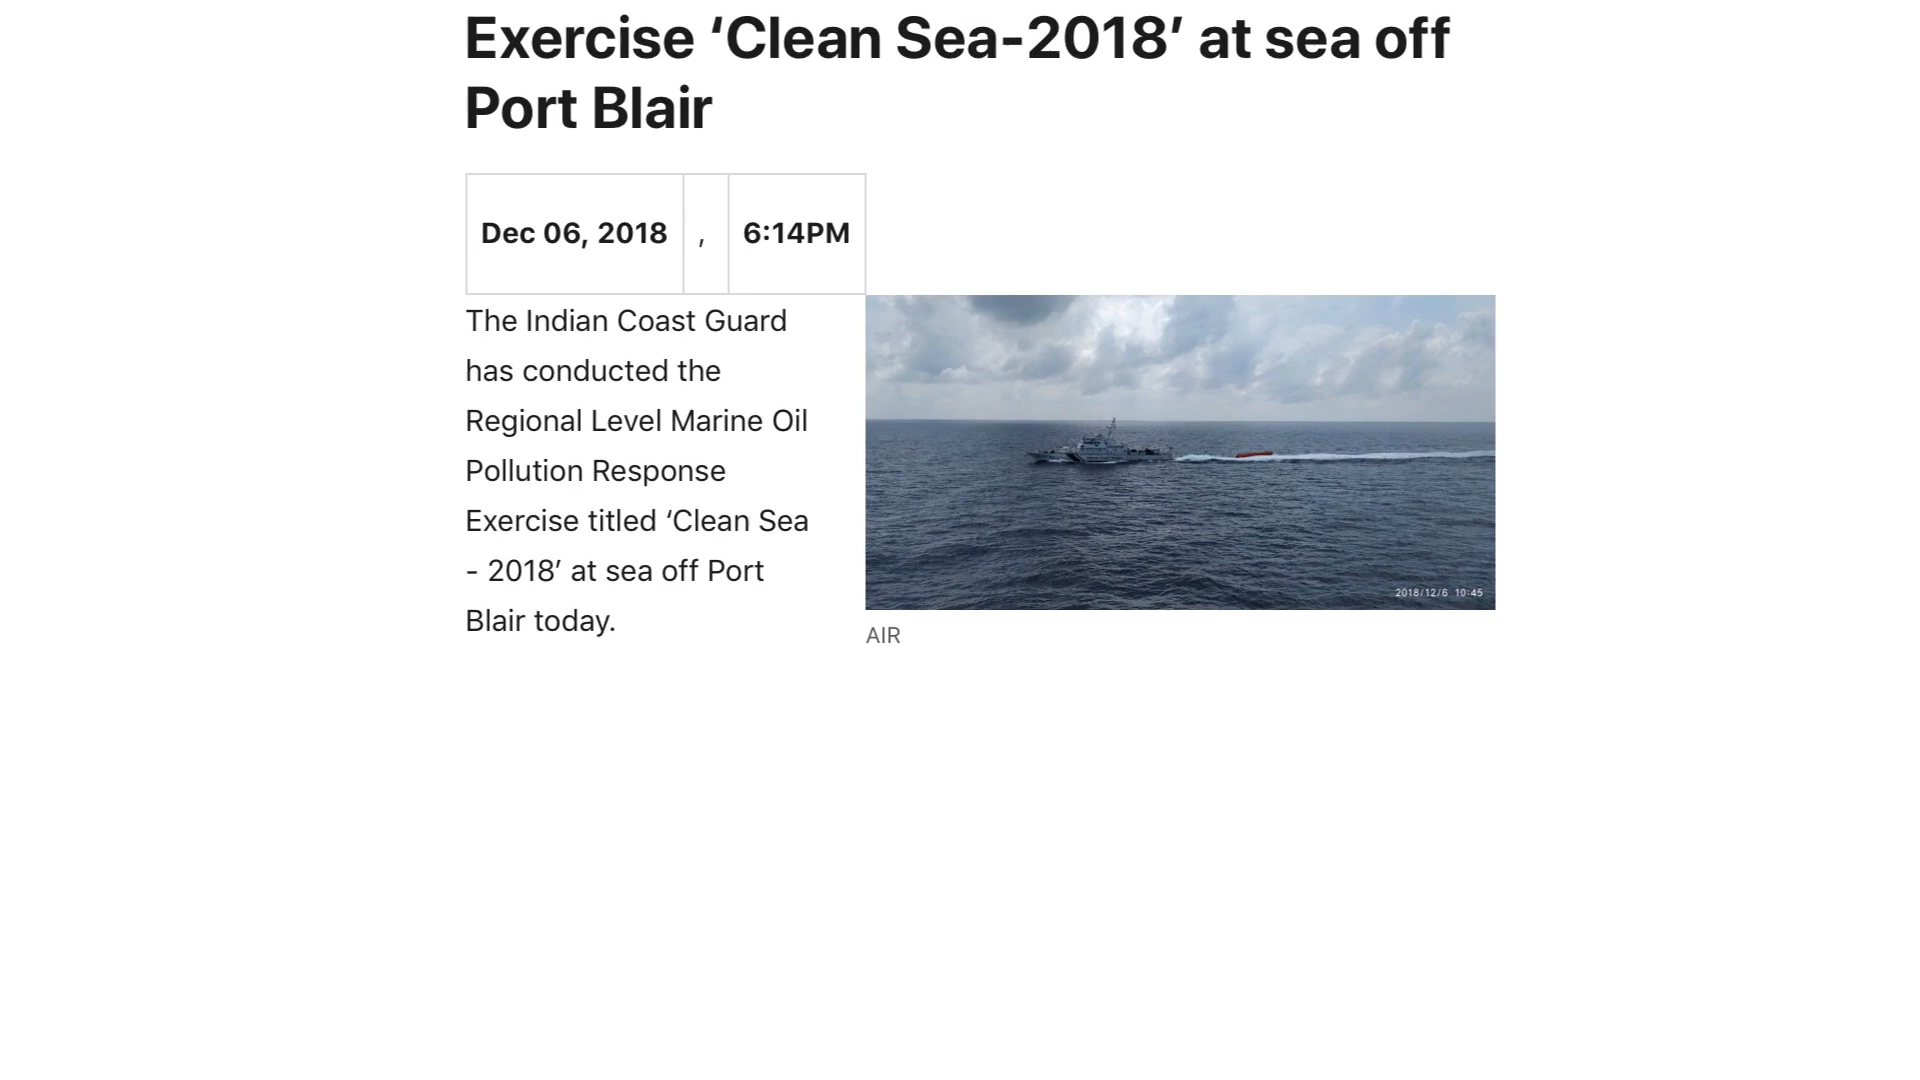 Exercise ‘Clean Sea-2018’ at sea off
Port Blair
Dec 06, 2018 , 6:14PM
The Indian Coast Guard
has conducted the
Regional Level Marine Oil
Pollution Response
Exercise titled ‘Clean Sea
- 2018’ at sea off Port
Blair today.
2018/12/6 10:45
AIR